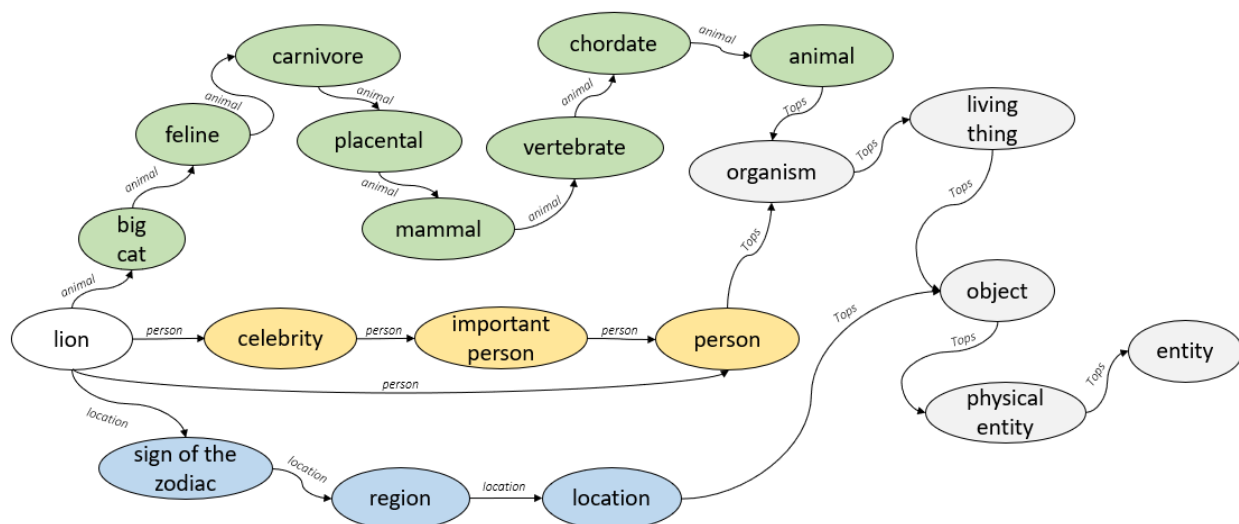 chordate
animal
animal
carnivore
living
thing
animal
animal
Tops
animal
feline
placental
vertebrate
organism
Tops
animal
animal
animal
mammal
Tops
big
cat
Tops
animal
object
lion
person
celebrity
person
important
person
person
person
Tops
Tops
entity
person
Tops
location
physical
entity
sign of the
zodiac
location
region
location
location